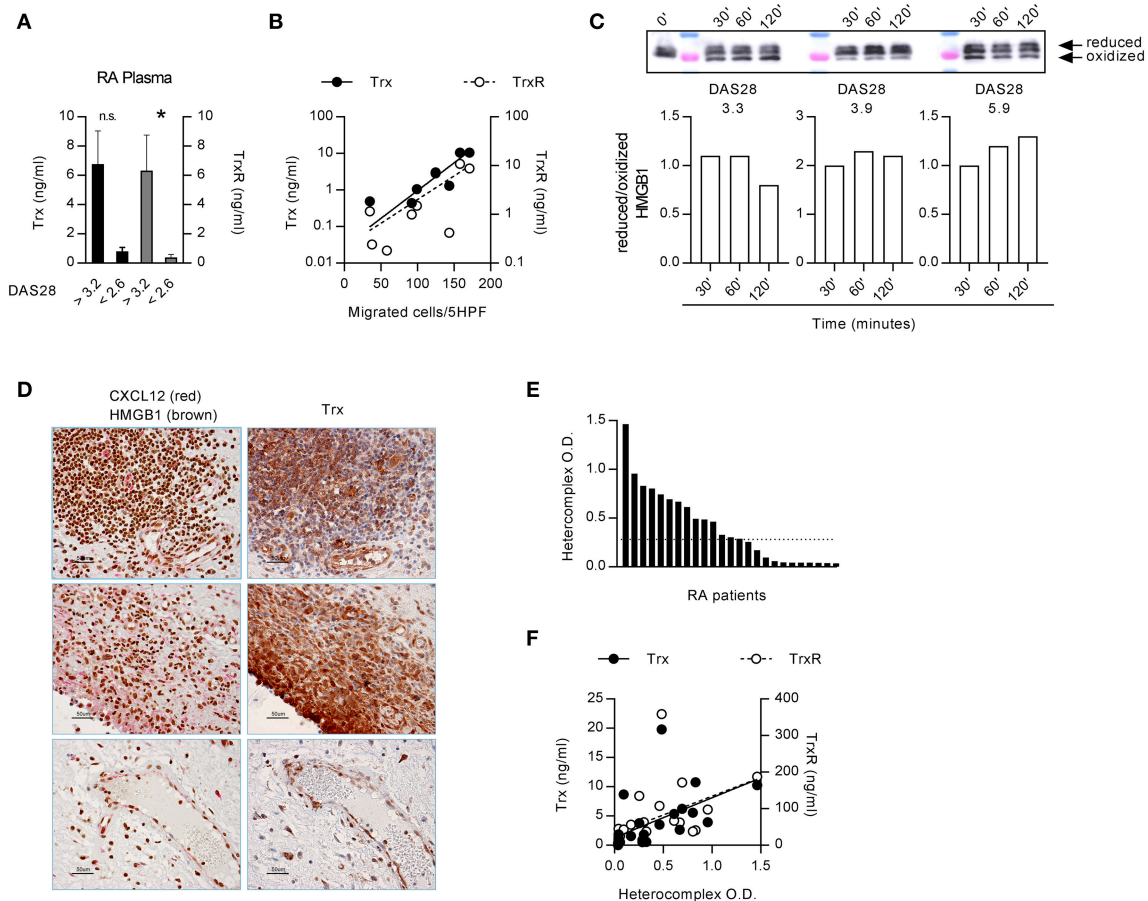 A
RA Plasma
n.s.
*
10
8
6
4
2
0
Trx (ng/ml)
10
8
6
4
2
0
TrxR (ng/ml)
DAS28
> 3.2
< 2.6
> 3.2
< 2.6
B
Trx
TrxR
100
10
1
0.1
0.01
Trx (ng/ml)
100
10
1
0.1
TrxR (ng/ml)
0
50
100
150
200
Migrated cells/5HPF
C
0'
30'
60'
120'
30'
60'
120'
30'
60'
120'
reduced
oxidized
DAS28
3.3
DAS28
3.9
DAS28
5.9
reduced/oxidized
HMGB1
1.5
1.0
0.5
0.0
3
2
1
0
1.5
1.0
0.5
0.0
30'
60'
120'
30'
60'
120'
30'
60'
120'
Time (minutes)
D
CXCL12 (red)
HMGB1 (brown)
Trx
50um
50um
50um
50um
50um
50um
E
1.5
1.0
0.5
0.0
Hetercomplex O.D.
RA patients
F
Trx
TrxR
25
20
15
10
5
0
Trx (ng/ml)
400
300
200
100
0
TrxR (ng/ml)
0.0
0.5
1.0
1.5
Heterocomplex O.D.